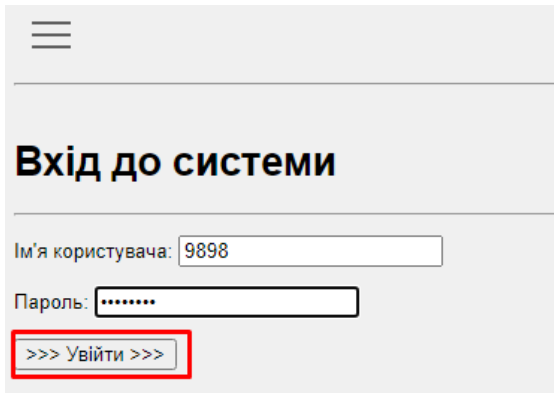 Вхід до системи
Ім'я користувача: 9898
Пароль: ••••••••
>>> Увійти >>>